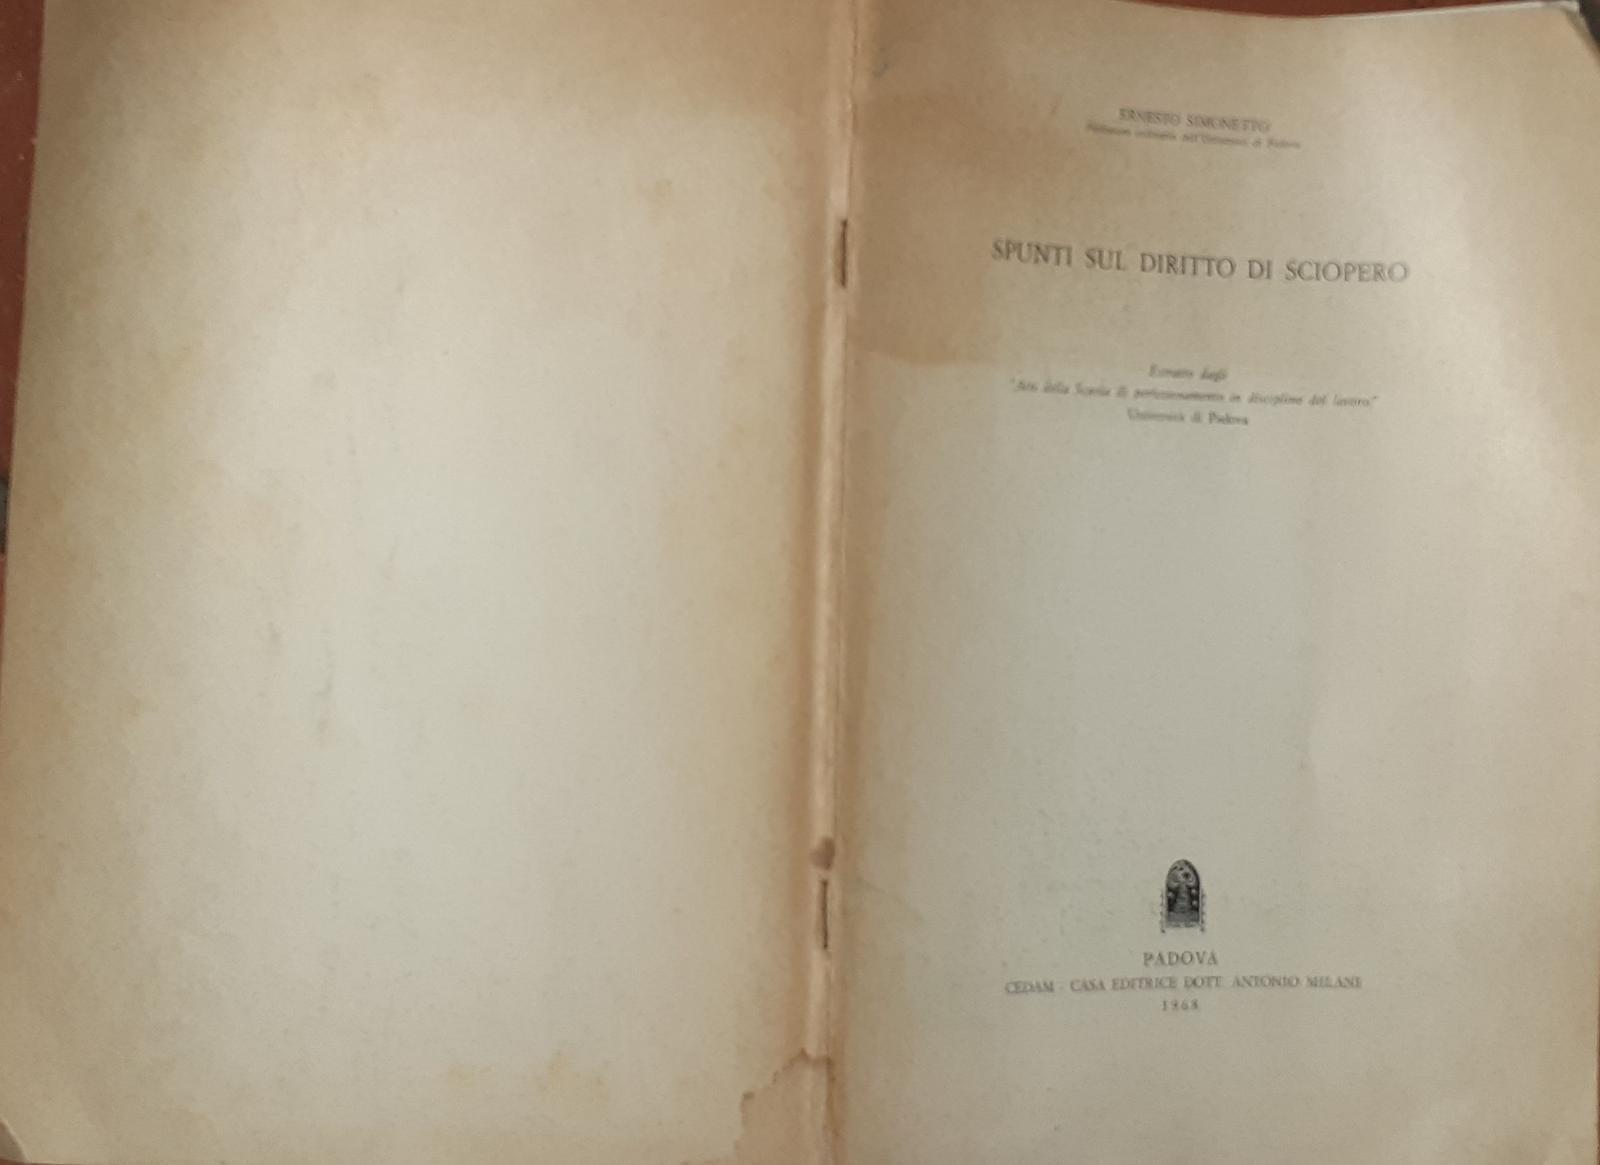 ERNESTO SIMONETTO
Professore ordinario nell'Università di Padova
SPUNTI SUL DIRITTO DI SCIOPERO
Estratto dagli
"Atti della Scuola di perfezionamento in discipline del lavoro"
Università di Padova
PADOVA
CEDAM - CASA EDITRICE DOTT. ANTONIO MILANI
1968